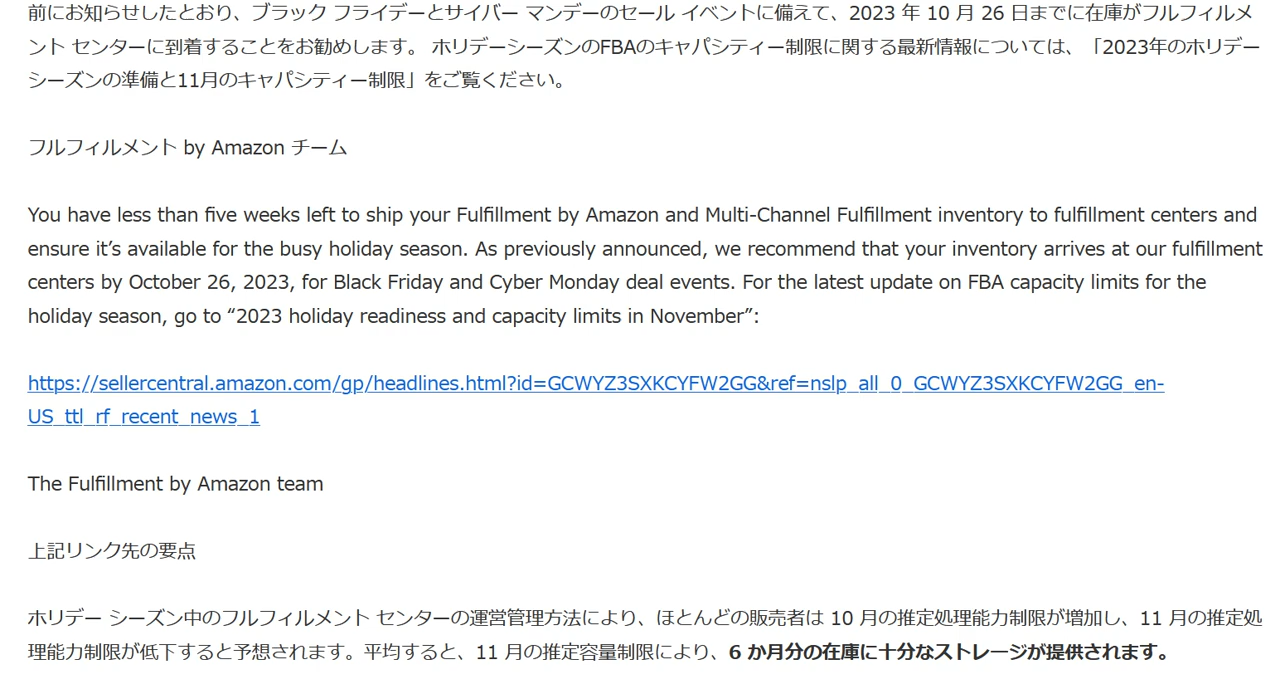 前にお知らせしたとおり、ブラック フライデーとサイバー マンデーのセール イベントに備えて、2023 年 10 月 26 日までに在庫がフルフィルメ
ント センターに到着することをお勧めします。 ホリデーシーズンのFBAのキャパシティー制限に関する最新情報については、「2023年のホリデー
シーズンの準備と11月のキャパシティー制限」をご覧ください。
フルフィルメント by Amazon チーム
You have less than five weeks left to ship your Fulfillment by Amazon and Multi-Channel Fulfillment inventory to fulfillment centers and
ensure it’s available for the busy holiday season. As previously announced, we recommend that your inventory arrives at our fulfillment
centers by October 26, 2023, for Black Friday and Cyber Monday deal events. For the latest update on FBA capacity limits for the
holiday season, go to “2023 holiday readiness and capacity limits in November”:
https://sellercentral.amazon.com/gp/headlines.html?id=GCWYZ3SXKCYFW2GG&ref=nslp_all_0_GCWYZ3SXKCYFW2GG_en-
US_ttl_rf_recent_news_1
The Fulfillment by Amazon team
上記リンク先の要点
ホリデー シーズン中のフルフィルメント センターの運営管理方法により、ほとんどの販売者は 10 月の推定処理能力制限が増加し、11 月の推定処
理能力制限が低下すると予想されます。平均すると、11 月の推定容量制限により、6 か月分の在庫に十分なストレージが提供されます。